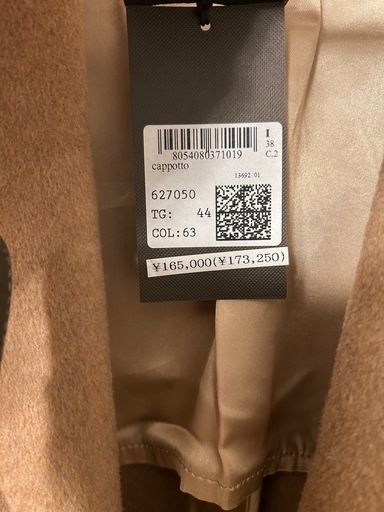 8054080371019
I
38
C.2
cappotto
13692 01
627050
TG: 44
COL:63
¥165,000(¥173,250)